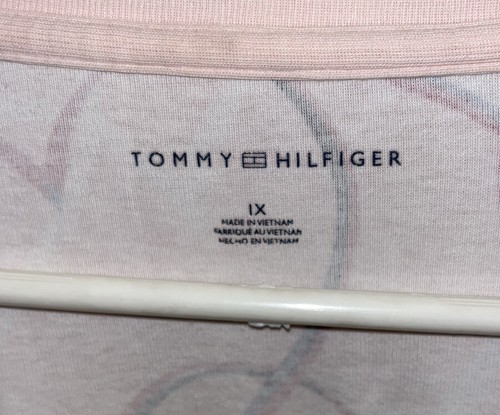 TOMMY HILFIGER
1X
MADE IN VIETNAM
FABRIQUÉ AU VIETNAM
HECHO EN VIETNAM